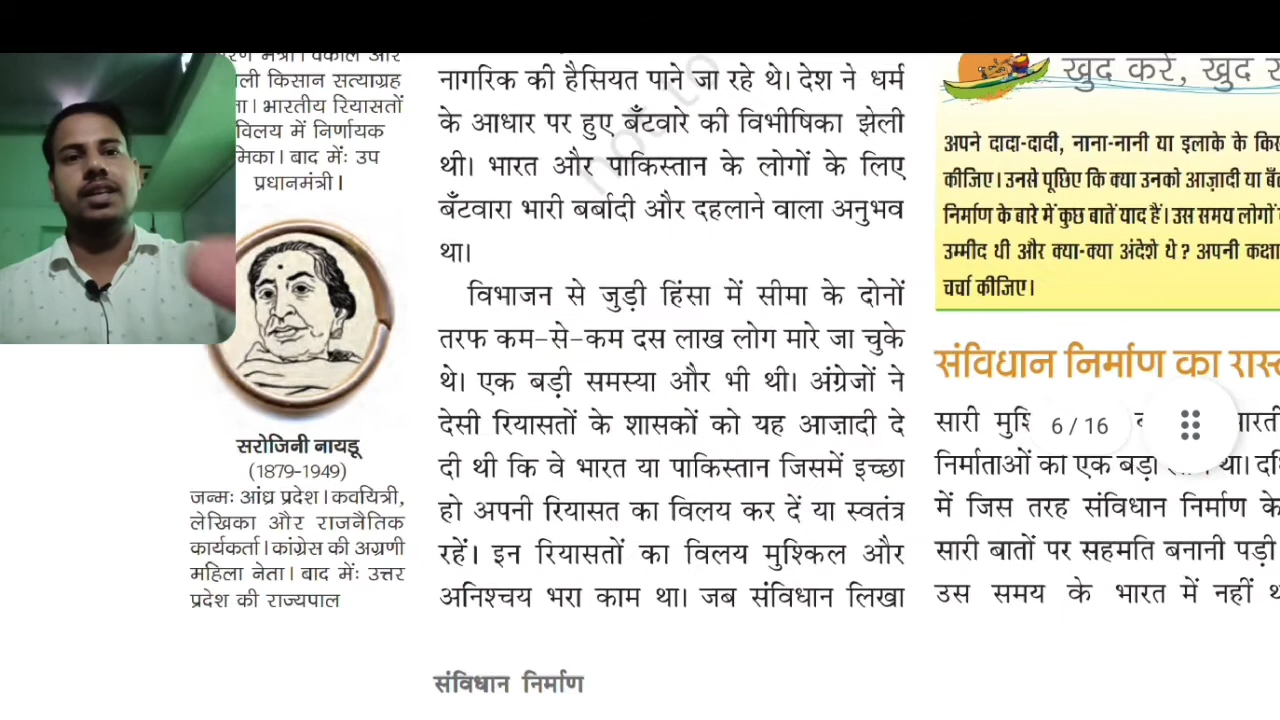 मंत्री। वकील और
ली किसान सत्याग्रह
ता। भारतीय रियासतों
विलय में निर्णायक
मिका। बाद में: उप
प्रधानमंत्री।
सरोजिनी नायडू
(1879-1949)
जन्म: आंध्र प्रदेश। कवयित्री,
लेखिका और राजनैतिक
कार्यकर्ता। कांग्रेस की अग्रणी
महिला नेता। बाद में: उत्तर
प्रदेश की राज्यपाल
नागरिक की हैसियत पाने जा रहे थे। देश ने धर्म
के आधार पर हुए बँटवारे की विभीषिका झेली
थी। भारत और पाकिस्तान के लोगों के लिए
बँटवारा भारी बर्बादी और दहलाने वाला अनुभव
था।
विभाजन से जुड़ी हिंसा में सीमा के दोनों
तरफ कम-से-कम दस लाख लोग मारे जा चुके
थे। एक बड़ी समस्या और भी थी। अंग्रेजों ने
देसी रियासतों के शासकों को यह आज़ादी दे
दी थी कि वे भारत या पाकिस्तान जिसमें इच्छा
हो अपनी रियासत का विलय कर दें या स्वतंत्र
रहें। इन रियासतों का विलय मुश्किल और
अनिश्चय भरा काम था। जब संविधान लिखा
संविधान निर्माण
not to
खुद करें, खुद स
अपने दादा-दादी, नाना-नानी या इलाके के किस
कीजिए। उनसे पूछिए कि क्या उनको आज़ादी या बँ
निर्माण के बारे में कुछ बातें याद हैं। उस समय लोगों
उम्मीद थी और क्या-क्या अंदेशे थे? अपनी कक्षा
चर्चा कीजिए।
संविधान निर्माण का रास्
सारी मुश्
6 / 16
निर्माताओं का एक बड़ा था।
में जिस तरह संविधान निर्माण के
सारी बातों पर सहमति बनानी पड़ी
उस समय के भारत में नहीं थ